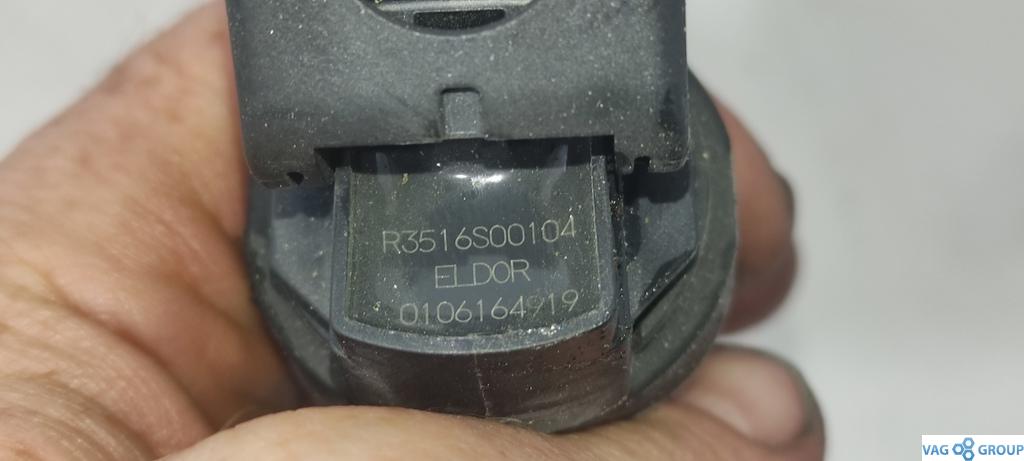 R3516S00104
ELDOR
0106164919
VAG GROUP